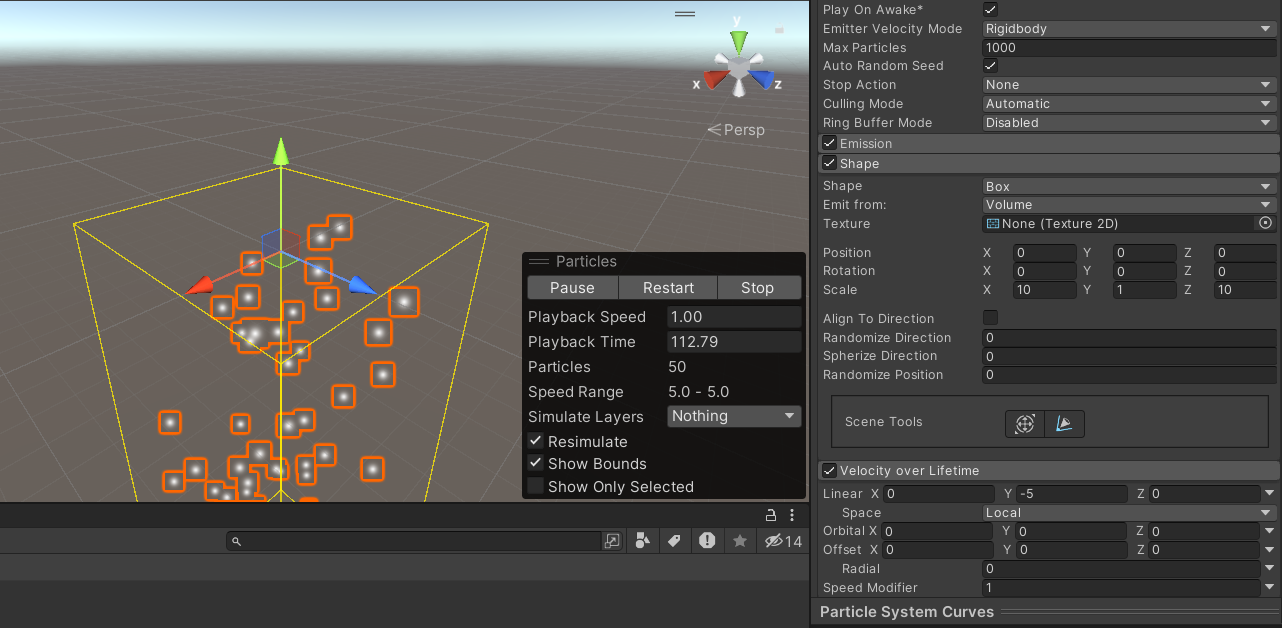 y
x
z
Persp
Particles
Pause Restart Stop
Playback Speed 1.00
Playback Time 112.79
Particles 50
Speed Range 5.0 - 5.0
Simulate Layers Nothing
Resimulate
Show Bounds
Show Only Selected
14
Play On Awake*
Emitter Velocity Mode Rigidbody
Max Particles 1000
Auto Random Seed
Stop Action None
Culling Mode Automatic
Ring Buffer Mode Disabled
Emission
Shape
Shape Box
Emit from: Volume
Texture None (Texture 2D)
Position X 0 Y 0 Z 0
Rotation X 0 Y 0 Z 0
Scale X 10 Y 1 Z 10
Align To Direction
Randomize Direction 0
Spherize Direction 0
Randomize Position 0
Scene Tools
Velocity over Lifetime
Linear X 0 Y -5 Z 0
Space Local
Orbital X 0 Y 0 Z 0
Offset X 0 Y 0 Z 0
Radial 0
Speed Modifier 1
Particle System Curves